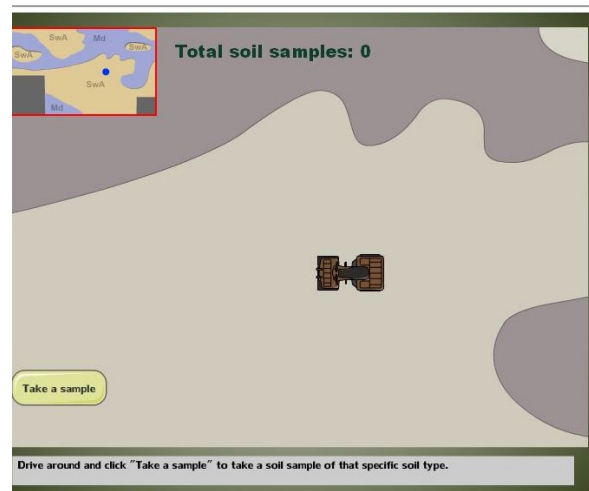 SwA Md
SwA SwA
SwA
Md
Total soil samples: 0
Take a sample
Drive around and click "Take a sample" to take a soil sample of that specific soil type.